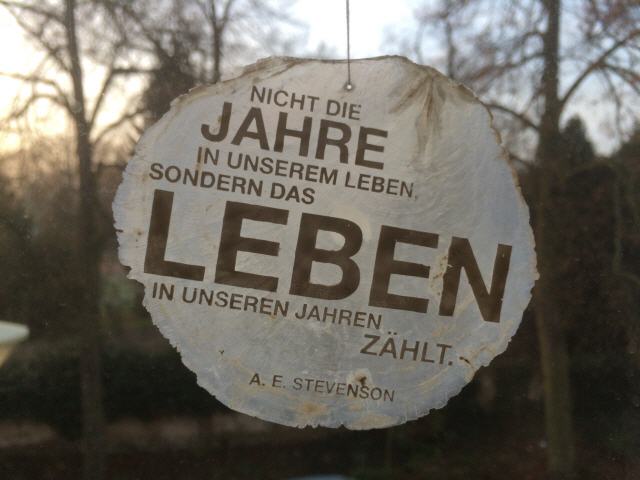 NICHT DIE
JAHRE
IN UNSEREM LEBEN,
SONDERN DAS
LEBEN
IN UNSEREN JAHREN
ZÄHLT.
A. E. STEVENSON